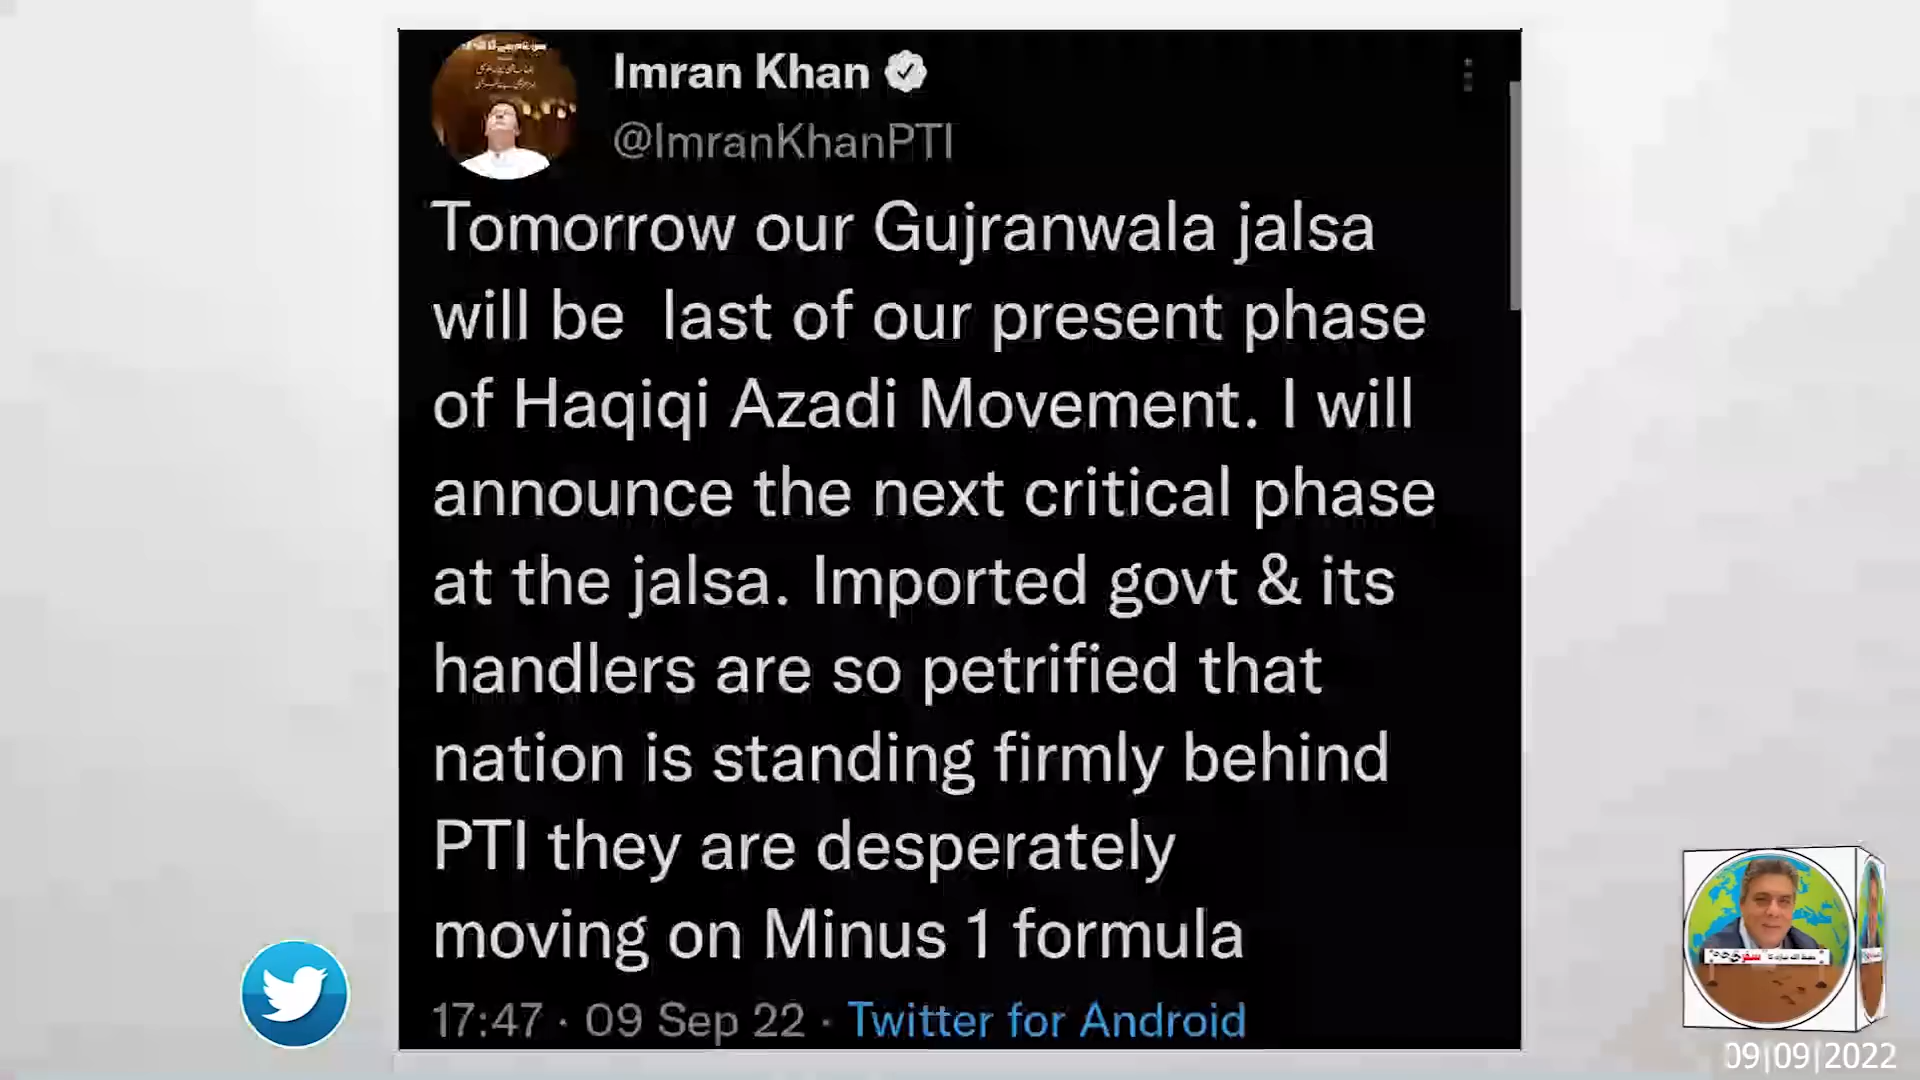 Imran Khan
@ImranKhanPTI
Tomorrow our Gujranwala jalsa
will be  last of our present phase
of Haqiqi Azadi Movement. I will
announce the next critical phase
at the jalsa. Imported govt & its
handlers are so petrified that
nation is standing firmly behind
PTI they are desperately
moving on Minus 1 formula
17:47 · 09 Sep 22 · Twitter for Android
09|09|2022